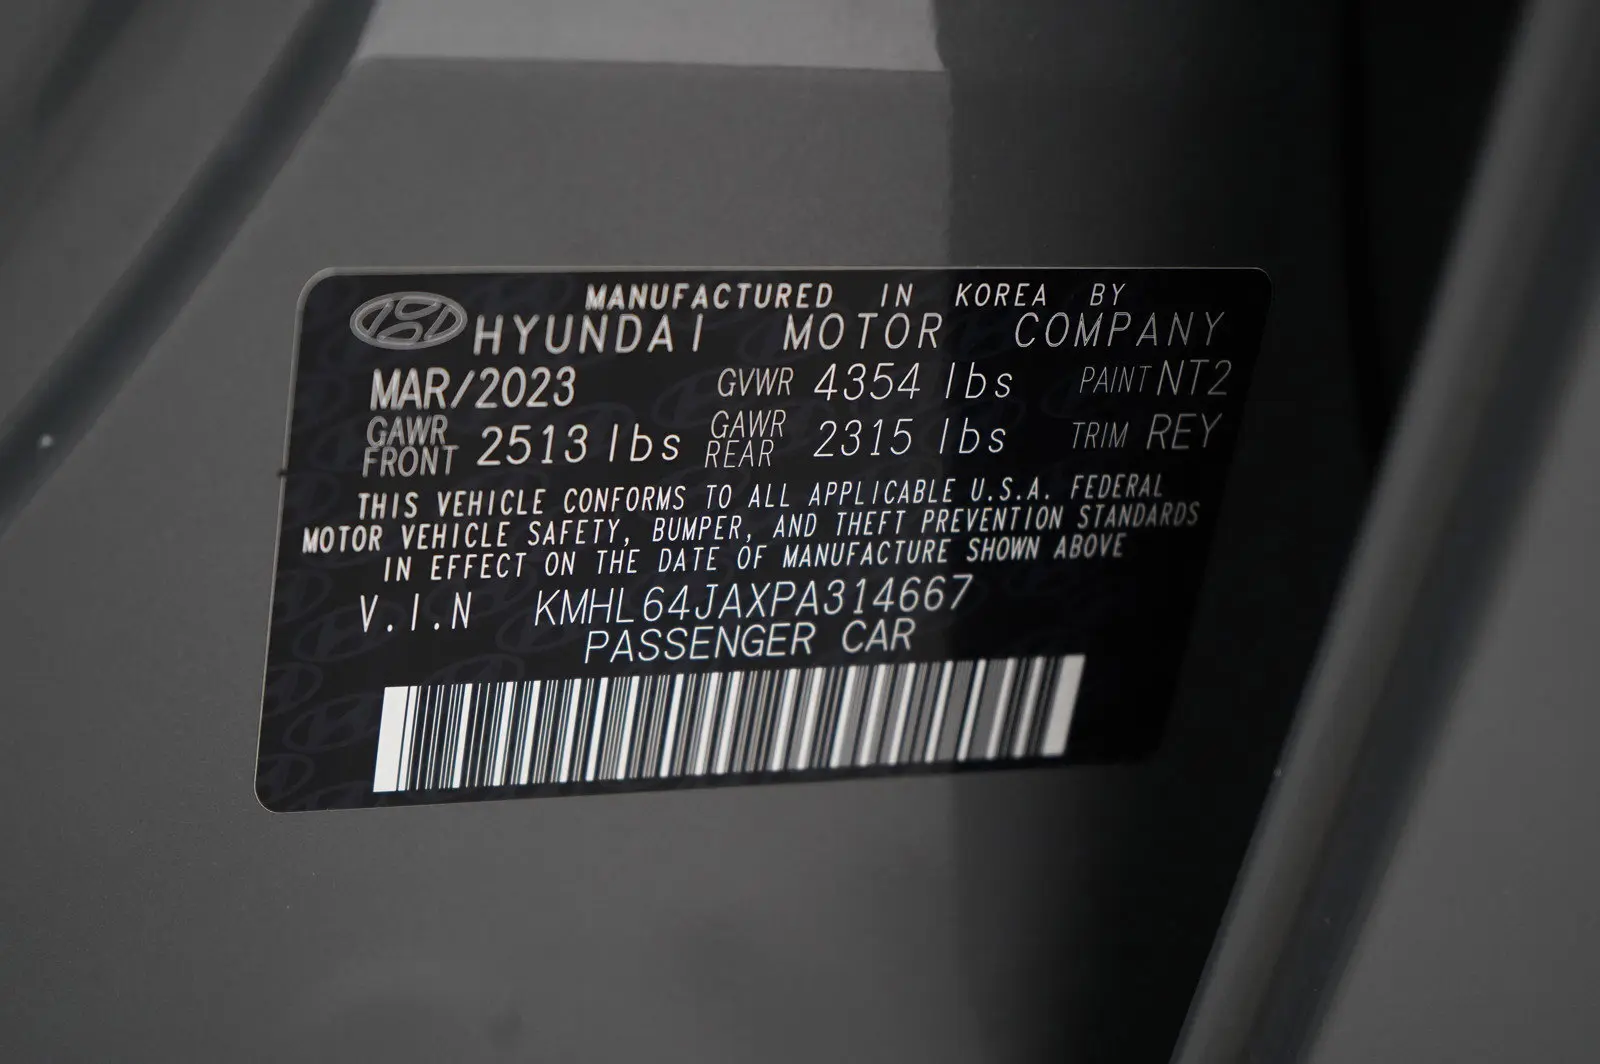 MANUFACTURED IN KOREA BY
HYUNDAI MOTOR COMPANY
MAR/2023 GVWR 4354 lbs PAINT NT2
GAWR FRONT 2513 lbs GAWR REAR 2315 lbs TRIM REY
THIS VEHICLE CONFORMS TO ALL APPLICABLE U.S.A. FEDERAL
MOTOR VEHICLE SAFETY, BUMPER, AND THEFT PREVENTION STANDARDS
IN EFFECT ON THE DATE OF MANUFACTURE SHOWN ABOVE
V.I.N KMHL64JAXPA314667
PASSENGER CAR